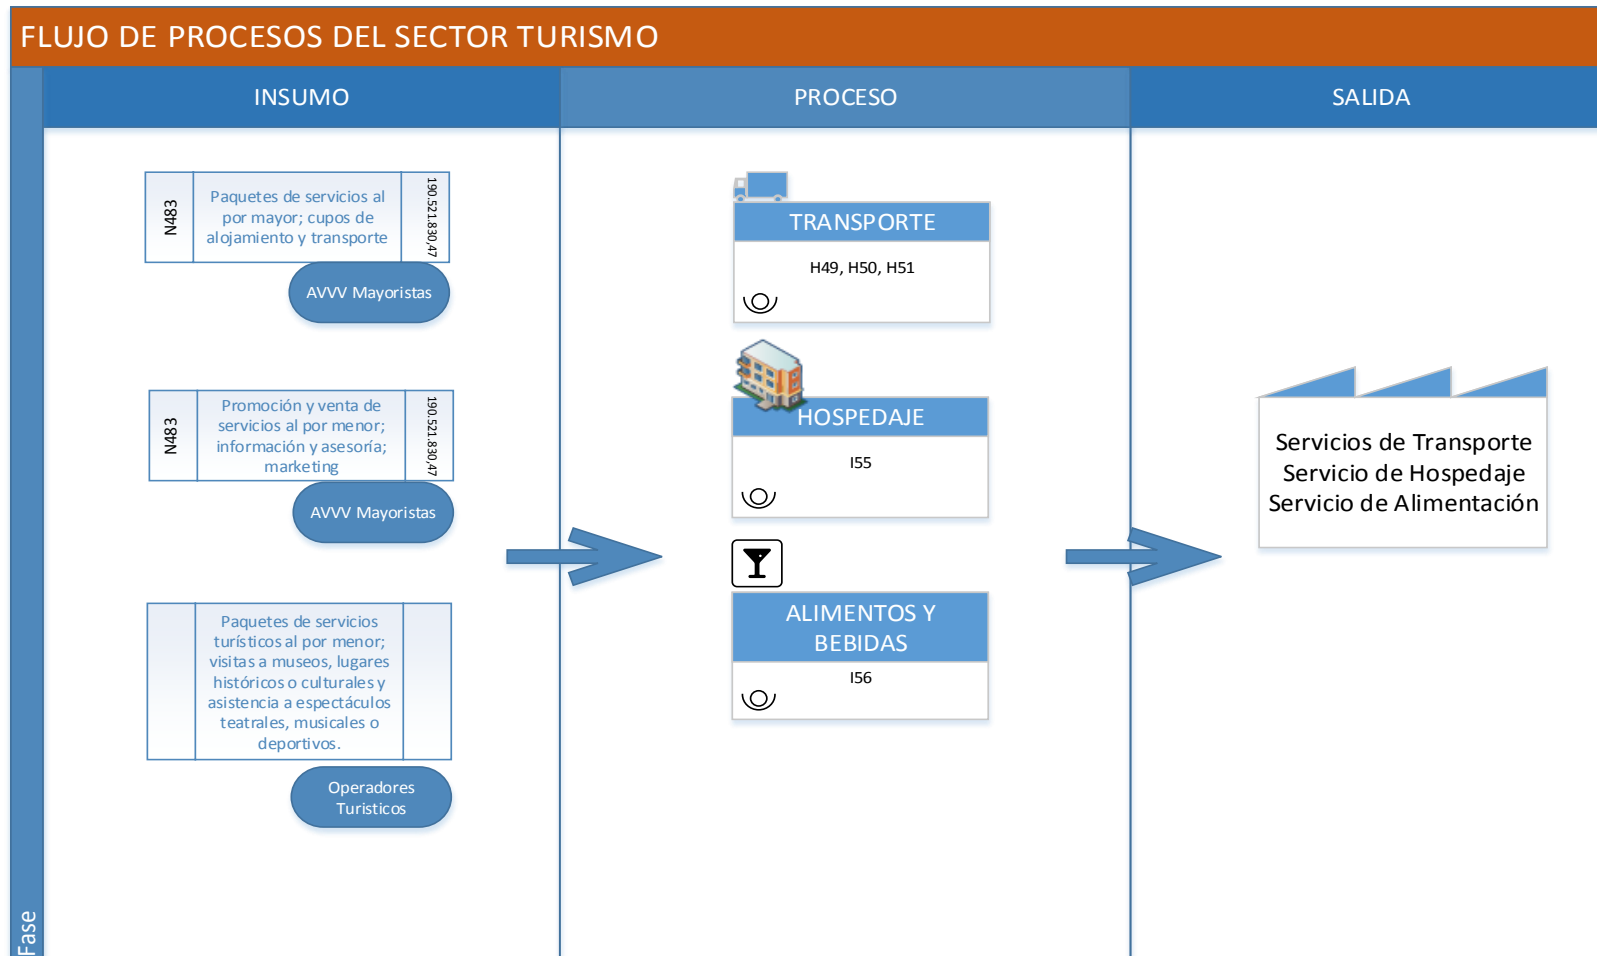 FLUJO DE PROCESOS DEL SECTOR TURISMO
INSUMO
PROCESO
SALIDA
Fase
N483
Paquetes de servicios al
por mayor; cupos de
alojamiento y transporte
190.521.830,47
AVVV Mayoristas
N483
Promoción y venta de
servicios al por menor;
información y asesoría;
marketing
190.521.830,47
AVVV Mayoristas
Paquetes de servicios
turísticos al por menor;
visitas a museos, lugares
históricos o culturales y
asistencia a espectáculos
teatrales, musicales o
deportivos.
Operadores
Turisticos
TRANSPORTE
H49, H50, H51
HOSPEDAJE
I55
ALIMENTOS Y
BEBIDAS
I56
Servicios de Transporte
Servicio de Hospedaje
Servicio de Alimentación